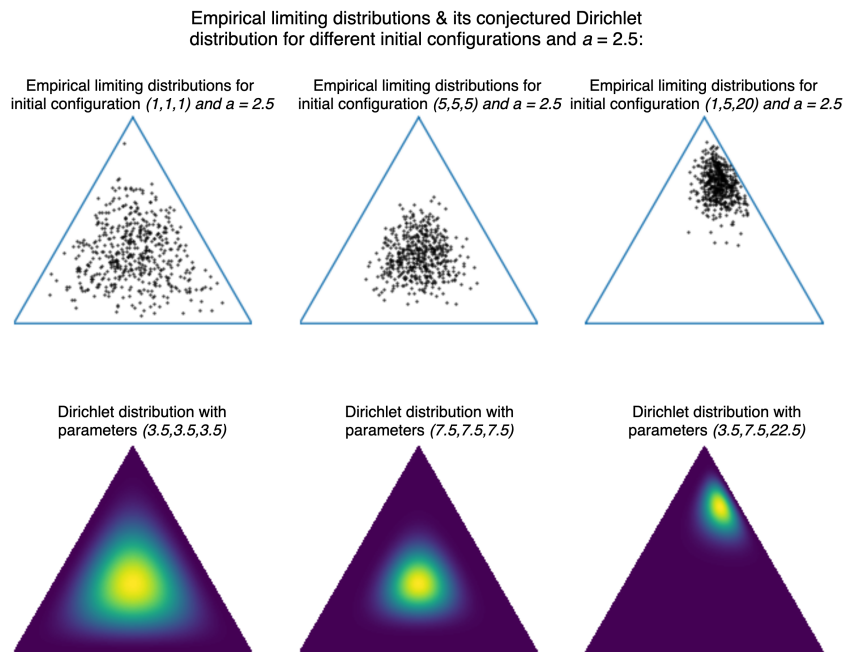 Empirical limiting distributions & its conjectured Dirichlet
distribution for different initial configurations and a = 2.5:
Empirical limiting distributions for
initial configuration (1,1,1) and a = 2.5
Empirical limiting distributions for
initial configuration (5,5,5) and a = 2.5
Empirical limiting distributions for
initial configuration (1,5,20) and a = 2.5
Dirichlet distribution with
parameters (3.5,3.5,3.5)
Dirichlet distribution with
parameters (7.5,7.5,7.5)
Dirichlet distribution with
parameters (3.5,7.5,22.5)